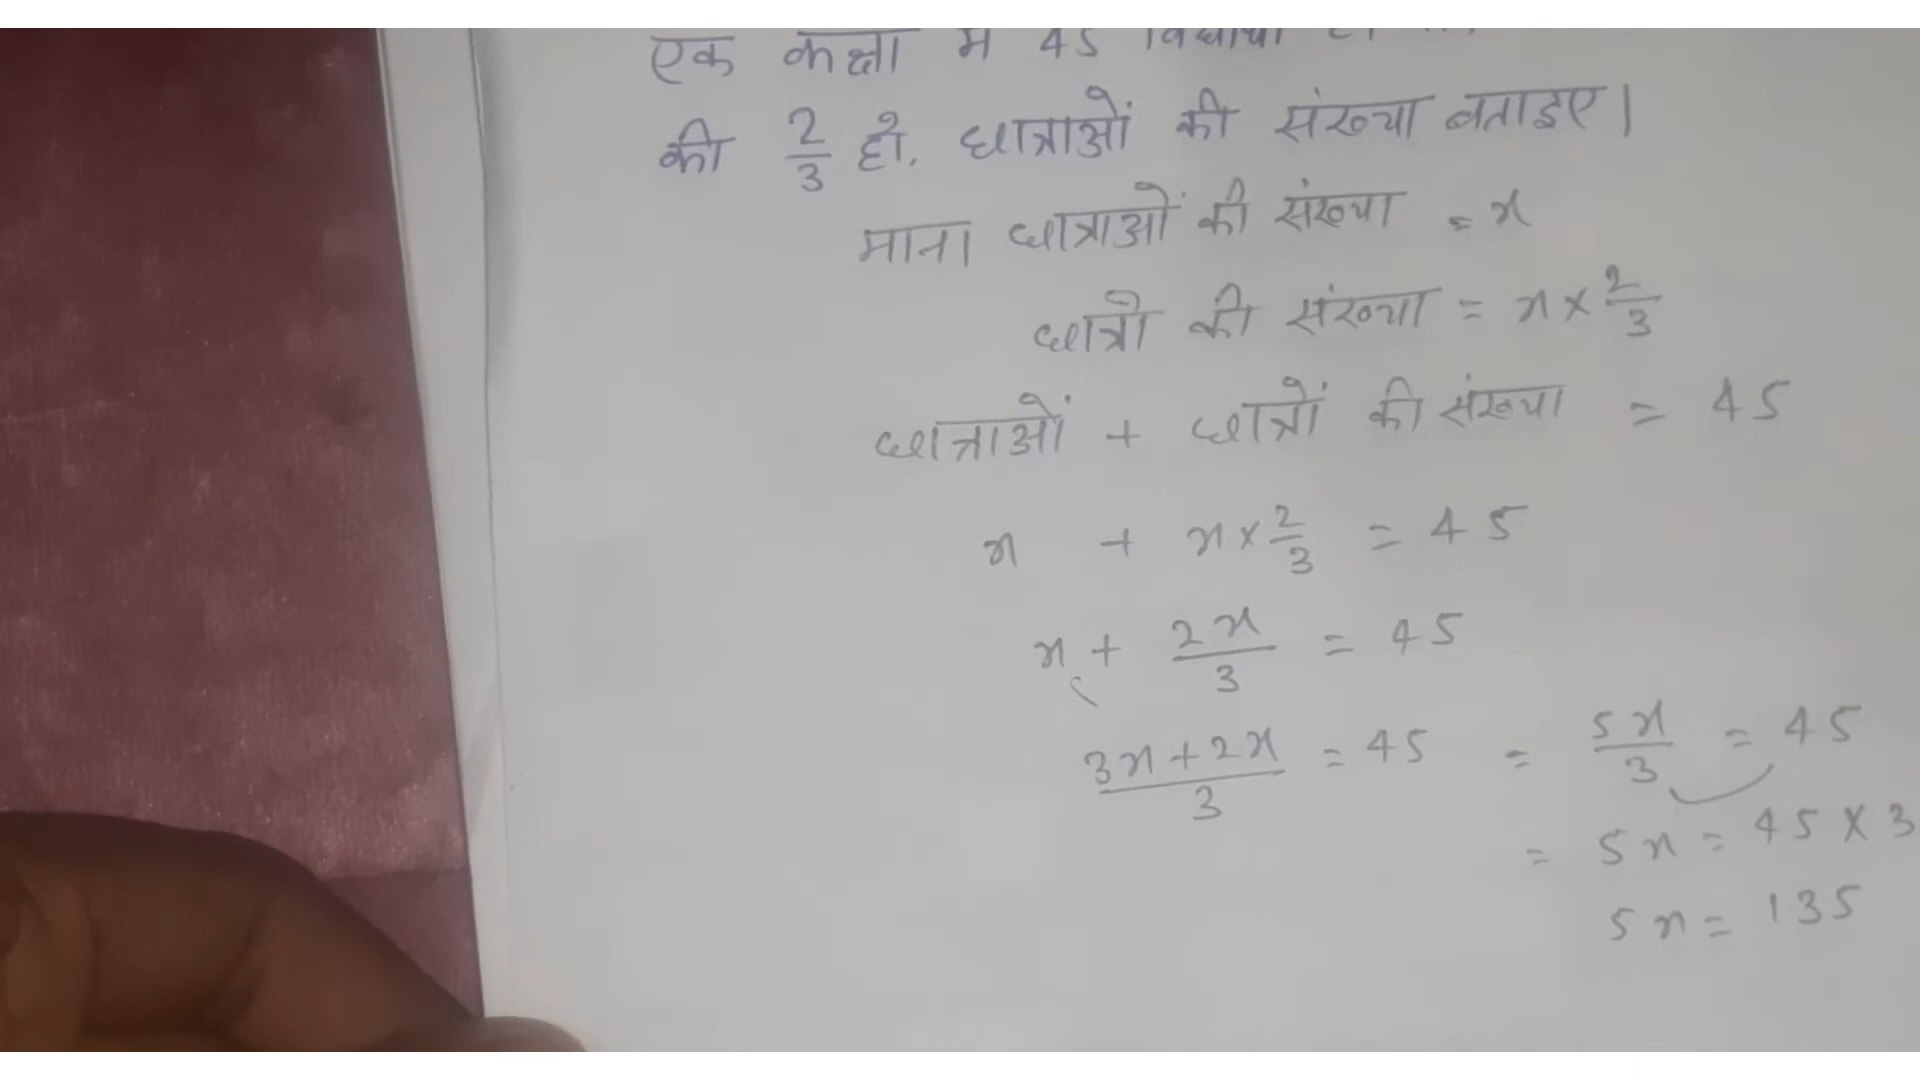 एक कक्षा में 45 विद्यार्थी
की 2/3 हो, छात्राओं की संख्या बताइए।
माना छात्राओं की संख्या = x
छात्रो की संख्या = x × 2/3
छात्राओं + छात्रों की संख्या = 45
x + x × 2/3 = 45
x + 2x/3 = 45
3x + 2x/3 = 45 = 5x/3 = 45
= 5x = 45 × 3
5x = 135